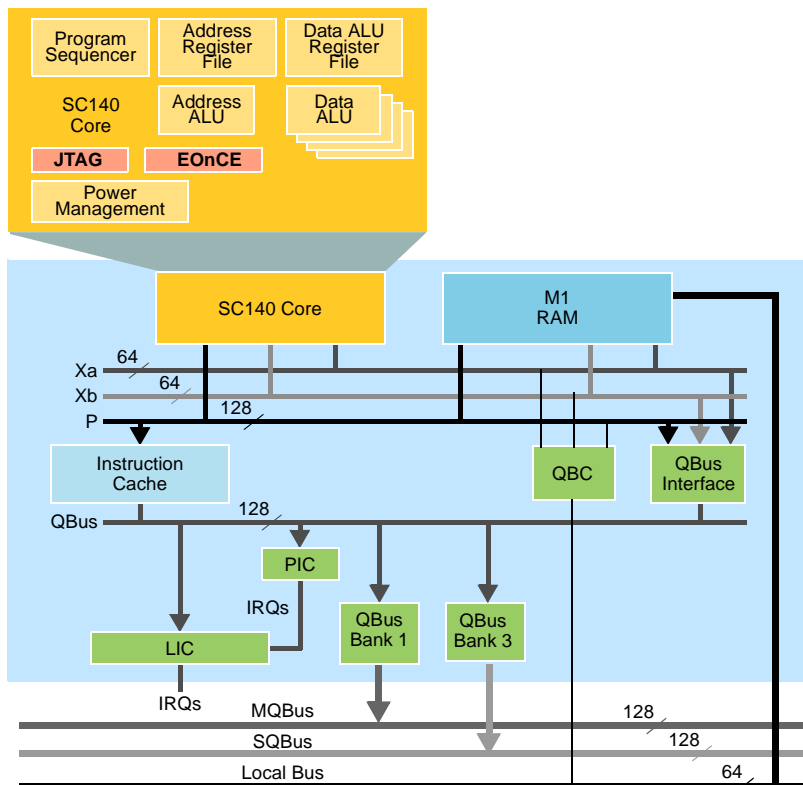 Program
Sequencer
Address
Register
File
Data ALU
Register
File
SC140
Core
Address
ALU
Data
ALU
JTAG
EOnCE
Power
Management
SC140 Core
M1
RAM
Xa
64
Xb
64
P
128
Instruction
Cache
QBC
QBus
Interface
QBus
128
PIC
IRQs
QBus
Bank 1
QBus
Bank 3
LIC
IRQs
MQBus
128
SQBus
128
Local Bus
64